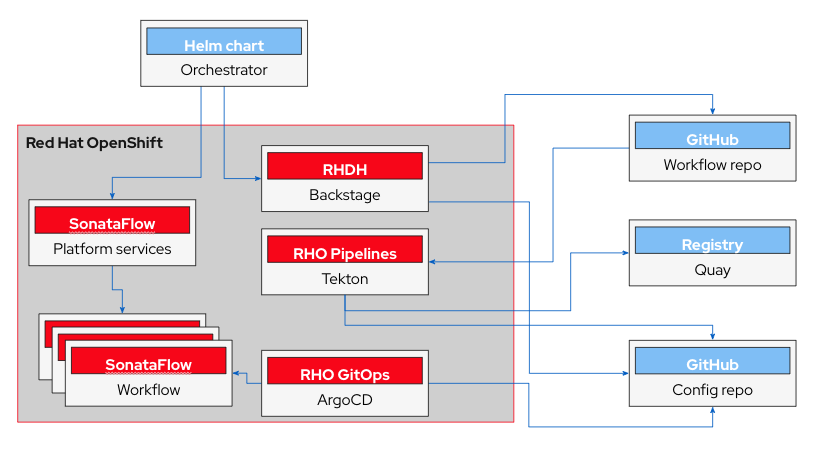 Helm chart
Orchestrator
Red Hat OpenShift
RHDH
Backstage
GitHub
Workflow repo
SonataFlow
Platform services
RHO Pipelines
Tekton
Registry
Quay
SonataFlow
Workflow
RHO GitOps
ArgoCD
GitHub
Config repo